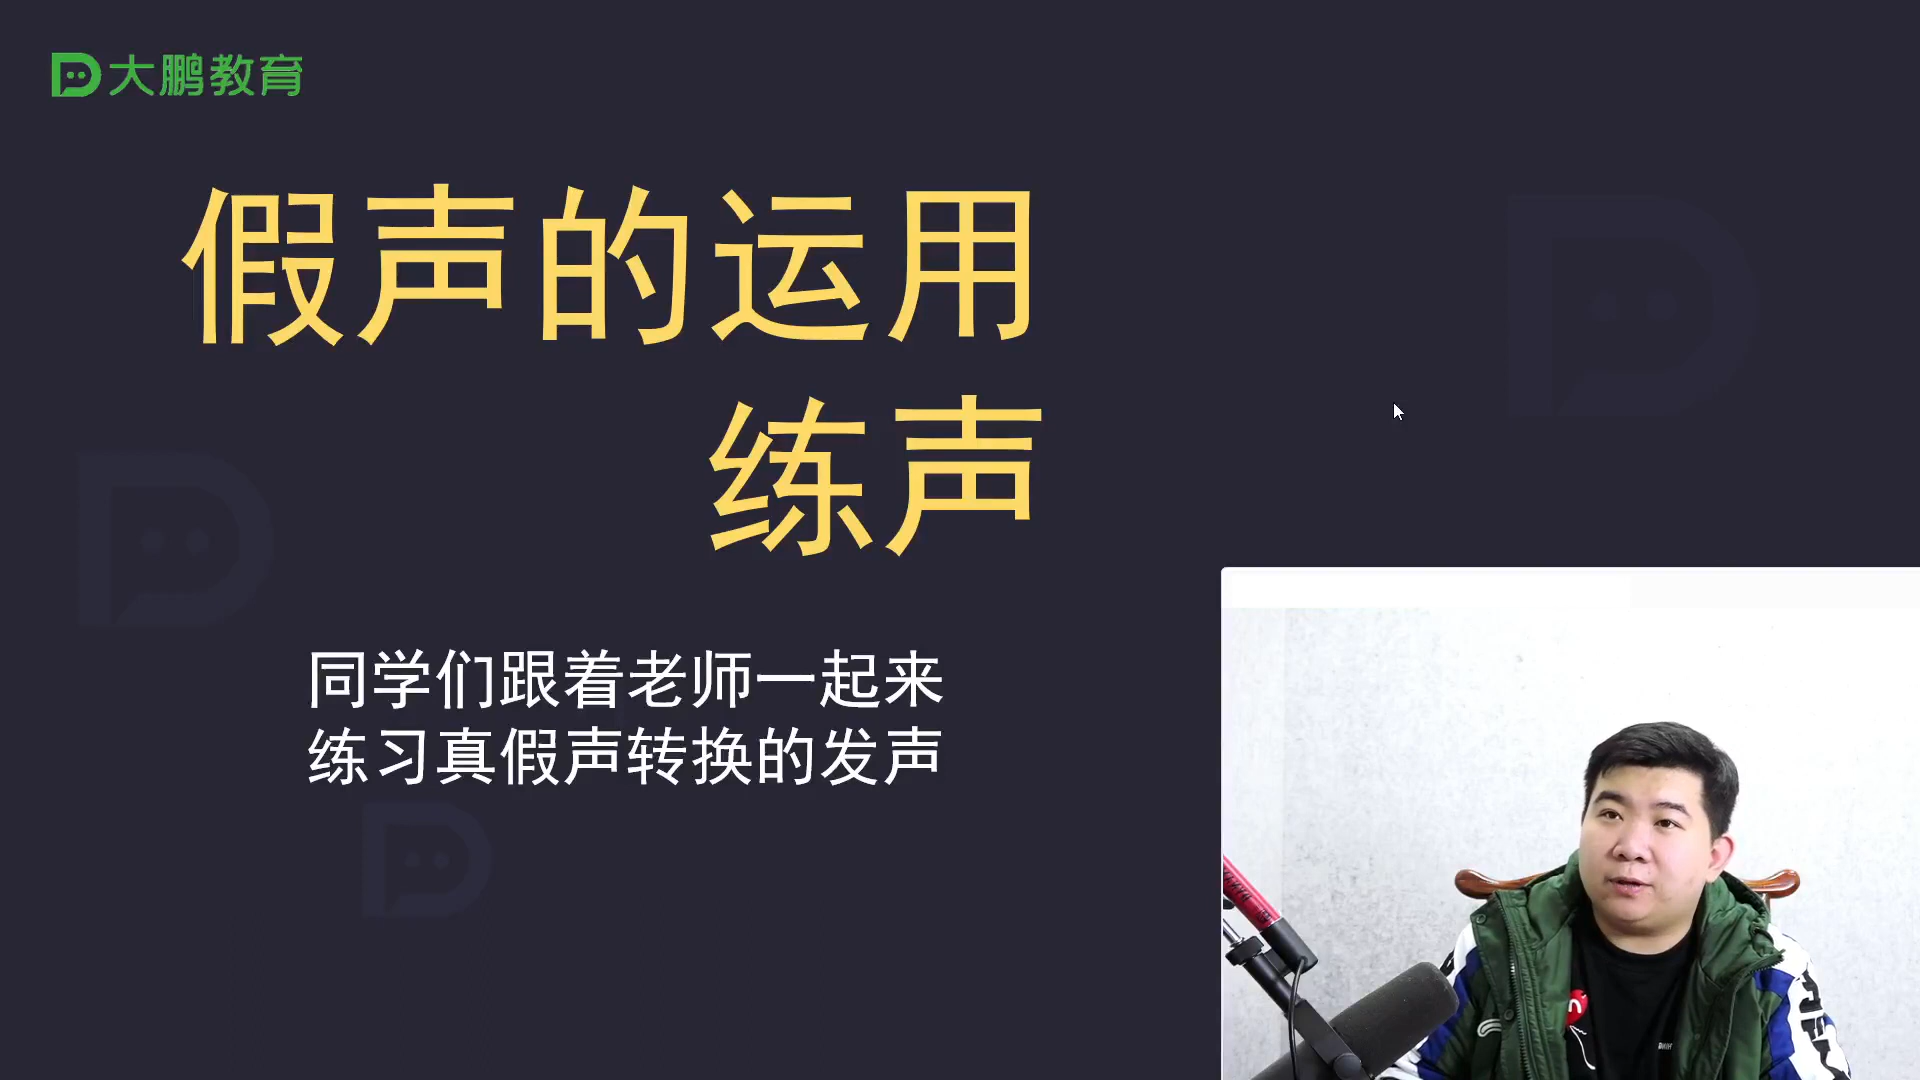 大鹏教育
假声的运用
练声
同学们跟着老师一起来
练习真假声转换的发声